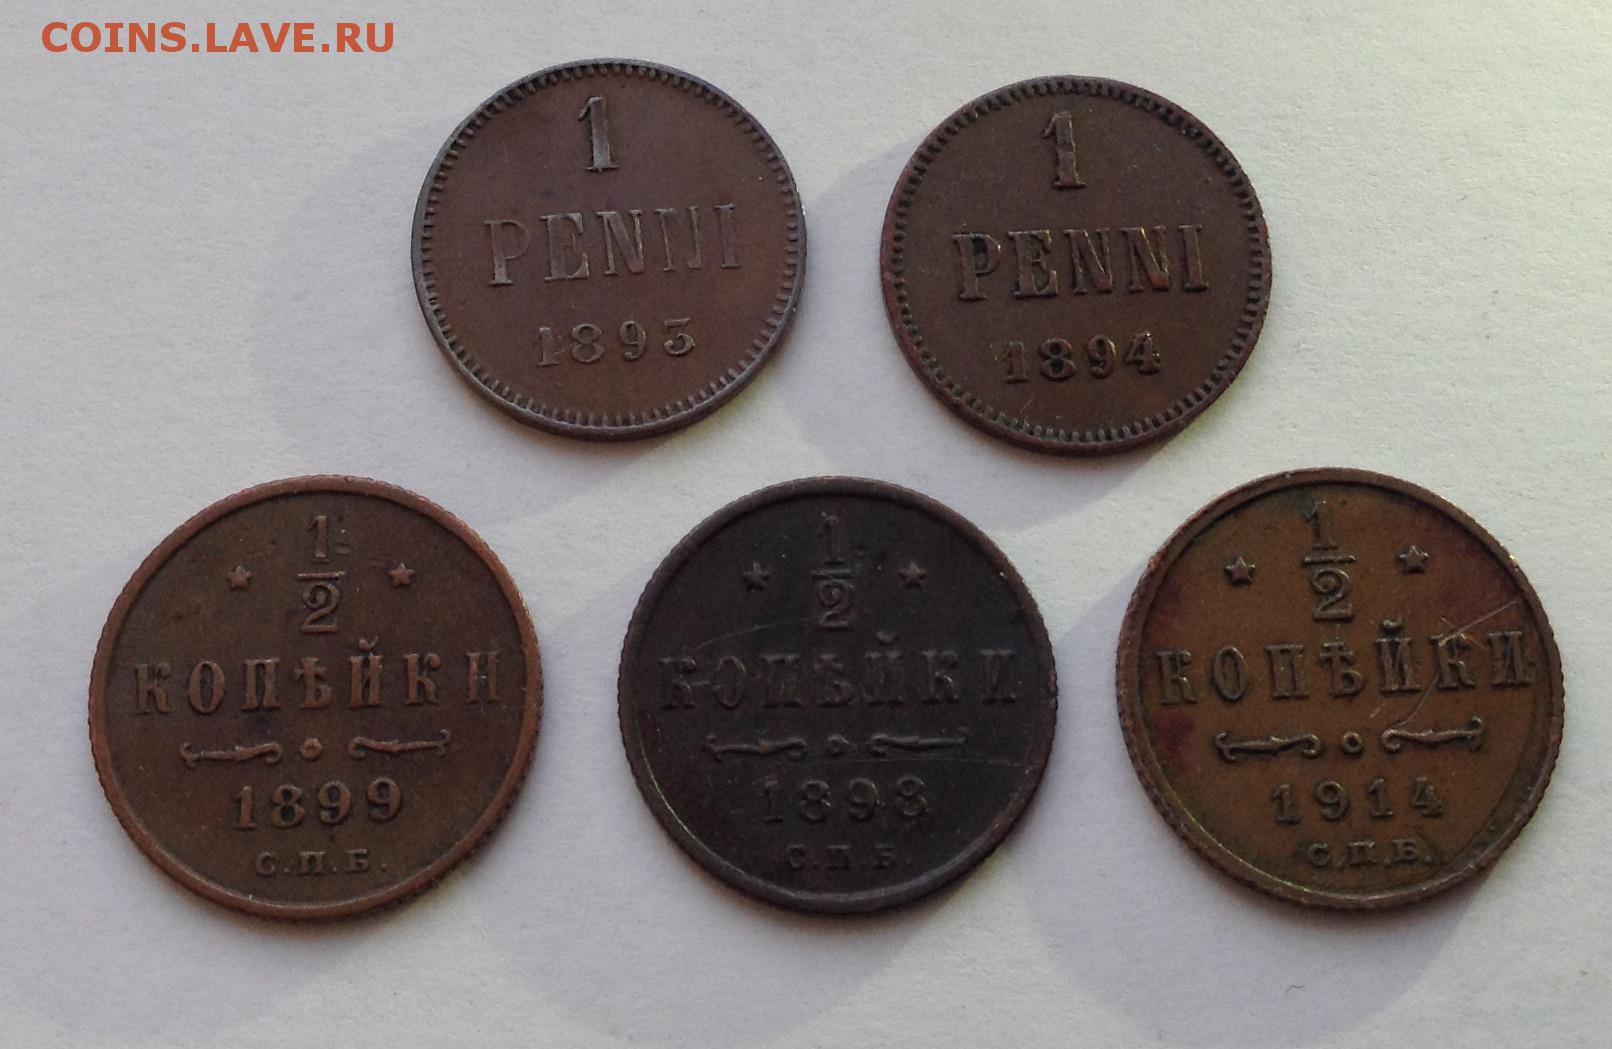 COINS.LAVE.RU
1
PENNI
1893
1
PENNI
1894
1/2
КОПѢЙКИ
1899
С.П.Б.
1/2
КОПѢЙКИ
1898
С.П.Б.
1/2
КОПѢЙКИ
1914
С.П.Б.